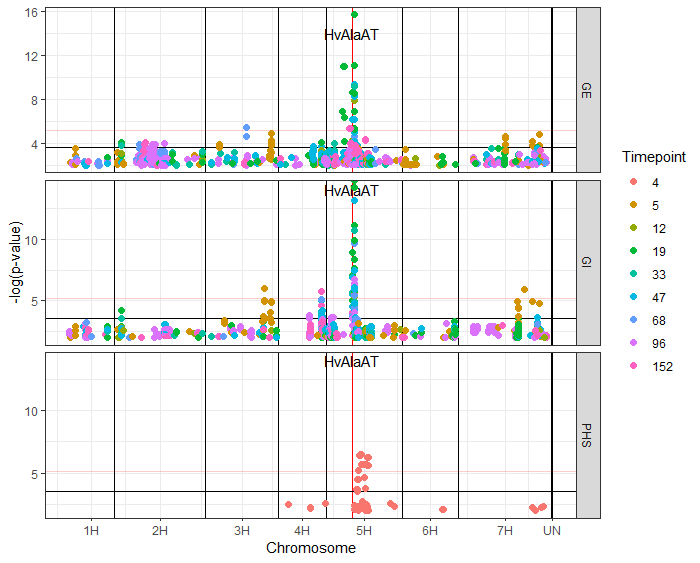 16
12
8
4
HvAlaAT
GE
10
5
HvAlaAT
GI
10
5
HvAlaAT
PHS
-log(p-value)
1H 2H 3H 4H 5H 6H 7H UN
Chromosome
Timepoint
4
5
12
19
33
47
68
96
152